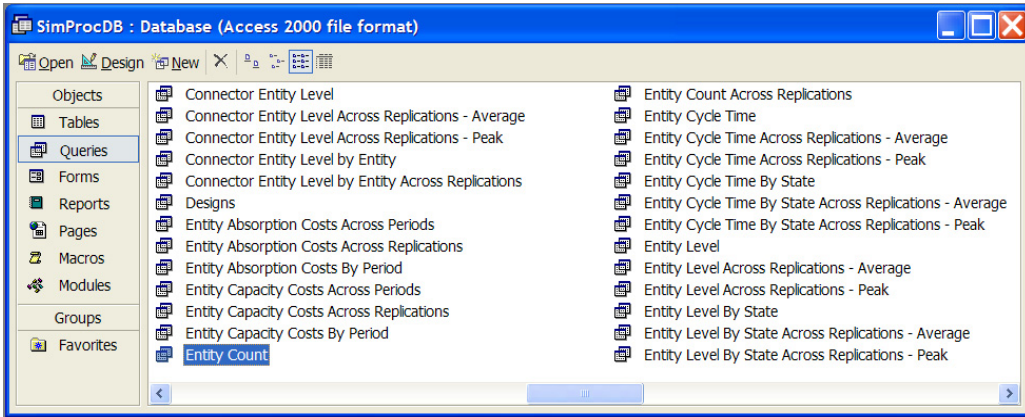 SimProcDB : Database (Access 2000 file format)
Open Design New
Objects
Tables
Queries
Forms
Reports
Pages
Macros
Modules
Groups
Favorites
Connector Entity Level
Connector Entity Level Across Replications - Average
Connector Entity Level Across Replications - Peak
Connector Entity Level by Entity
Connector Entity Level by Entity Across Replications
Designs
Entity Absorption Costs Across Periods
Entity Absorption Costs Across Replications
Entity Absorption Costs By Period
Entity Capacity Costs Across Periods
Entity Capacity Costs Across Replications
Entity Capacity Costs By Period
Entity Count
Entity Count Across Replications
Entity Cycle Time
Entity Cycle Time Across Replications - Average
Entity Cycle Time Across Replications - Peak
Entity Cycle Time By State
Entity Cycle Time By State Across Replications - Average
Entity Cycle Time By State Across Replications - Peak
Entity Level
Entity Level Across Replications - Average
Entity Level Across Replications - Peak
Entity Level By State
Entity Level By State Across Replications - Average
Entity Level By State Across Replications - Peak